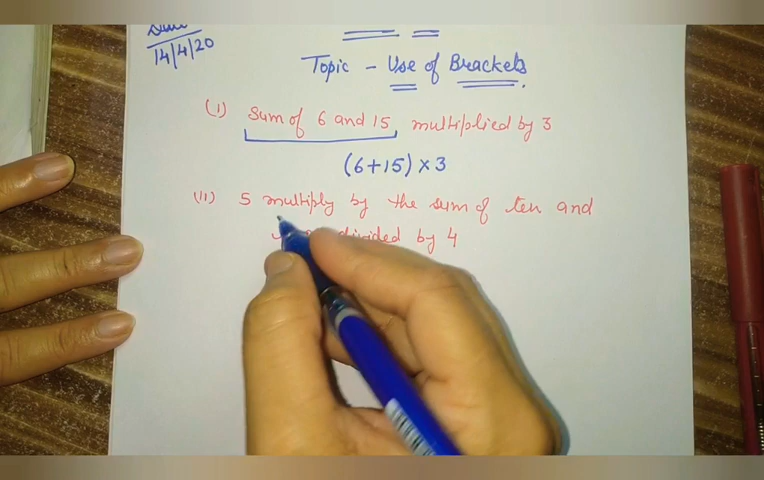 14/4/20
Topic - Use of Brackets.
(I) Sum of 6 and 15 multiplied by 3
(6+15) × 3
(II) 5 multiply by the sum of ten and
divided by 4